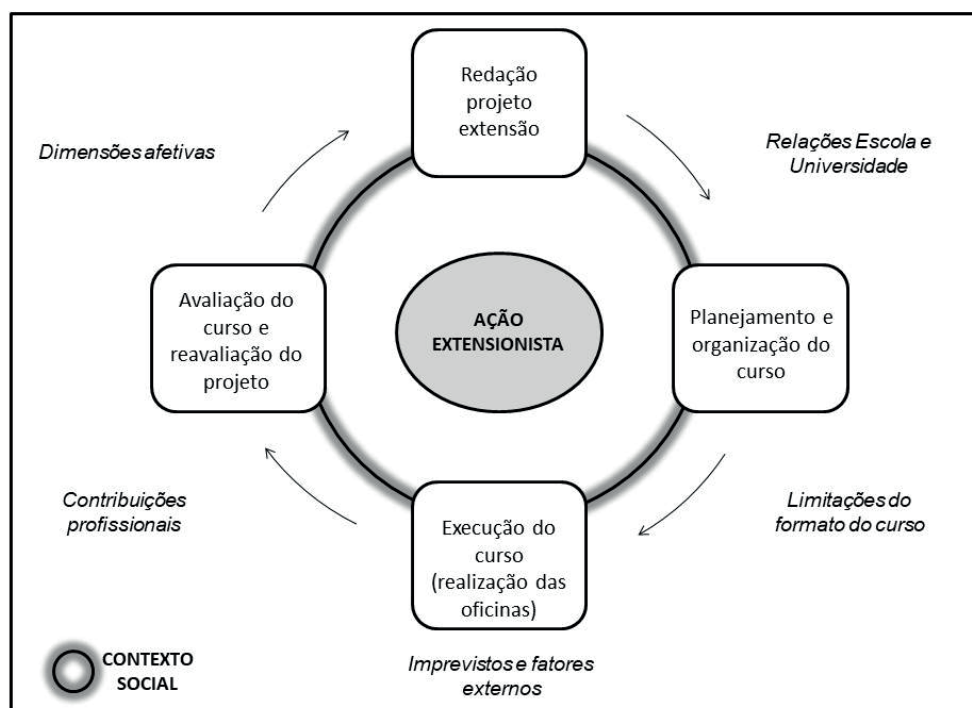 Redação
projeto
extensão
Dimensões afetivas
Relações Escola e
Universidade
Avaliação do
curso e
reavaliação do
projeto
AÇÃO
EXTENSIONISTA
Planejamento e
organização do
curso
Contribuições
profissionais
Limitações do
formato do curso
Execução do
curso
(realização das
oficinas)
Imprevistos e fatores
externos
CONTEXTO
SOCIAL